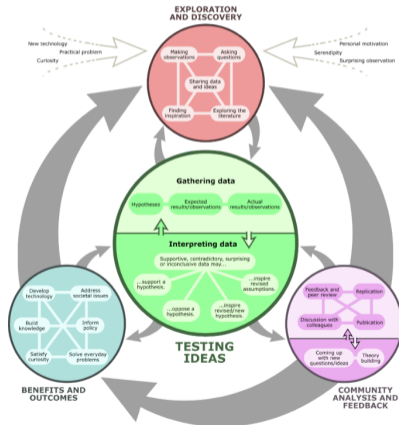 EXPLORATION
AND DISCOVERY
New technology
Practical problem
Curiosity
Personal motivation
Serendipity
Surprising observation
Making
observations
Asking
questions
Sharing data
and ideas
Finding
inspiration
Exploring the
literature
Gathering data
Hypotheses
Expected
results/observations
Actual
results/observations
Interpreting data
Supportive, contradictory, surprising
or inconclusive data may...
...support a
hypothesis.
...inspire
revised
assumptions.
...oppose a
hypothesis.
...inspire
revised/new
hypothesis.
TESTING
IDEAS
Develop
technology
Address
societal issues
Build
knowledge
Inform
policy
Satisfy
curiosity
Solve everyday
problems
BENEFITS AND
OUTCOMES
Feedback and
peer review
Replication
Discussion with
colleagues
Publication
Coming up
with new
questions/ideas
Theory
building
COMMUNITY
ANALYSIS AND
FEEDBACK